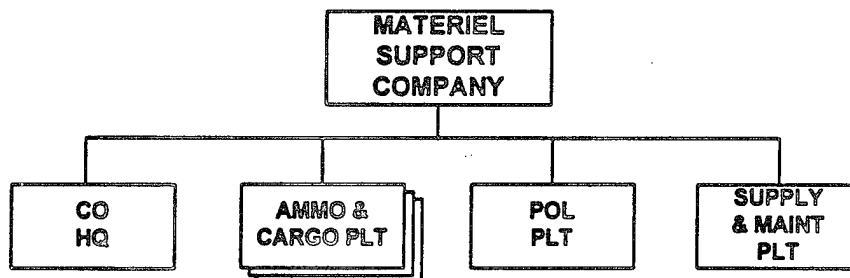 MATERIEL
SUPPORT
COMPANY
CO
HQ
AMMO &
CARGO PLT
POL
PLT
SUPPLY
& MAINT
PLT